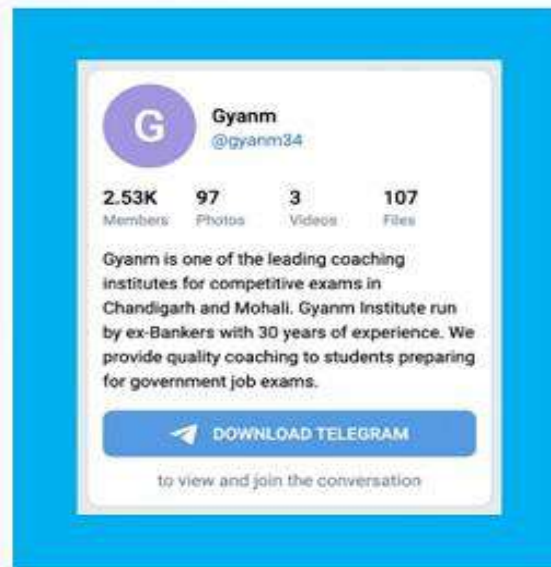 G
Gyanm
@gyanm34
2.53K 97 3 107
Members Photos Videos Files
Gyanm is one of the leading coaching
institutes for competitive exams in
Chandigarh and Mohali. Gyanm Institute run
by ex-Bankers with 30 years of experience. We
provide quality coaching to students preparing
for government job exams.
DOWNLOAD TELEGRAM
to view and join the conversation